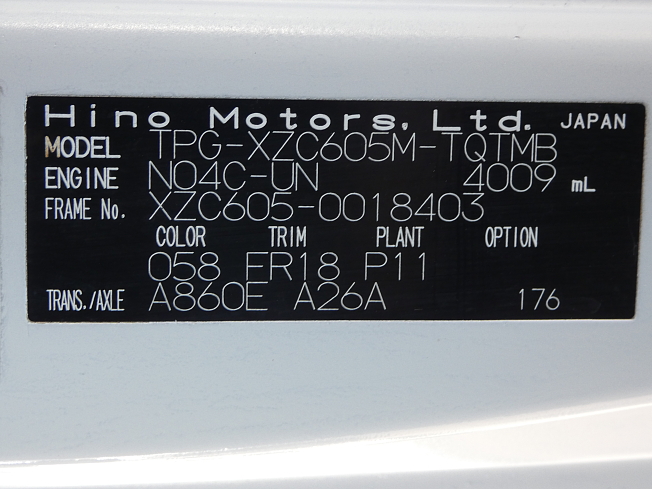 Hino Motors, Ltd. JAPAN
MODEL TPG-XZC605M-TQTMB
ENGINE N04C-UN 4009 mL
FRAME No. XZC605-0018403
COLOR TRIM PLANT OPTION
058 FR18 P11
TRANS./AXLE A860E A26A 176